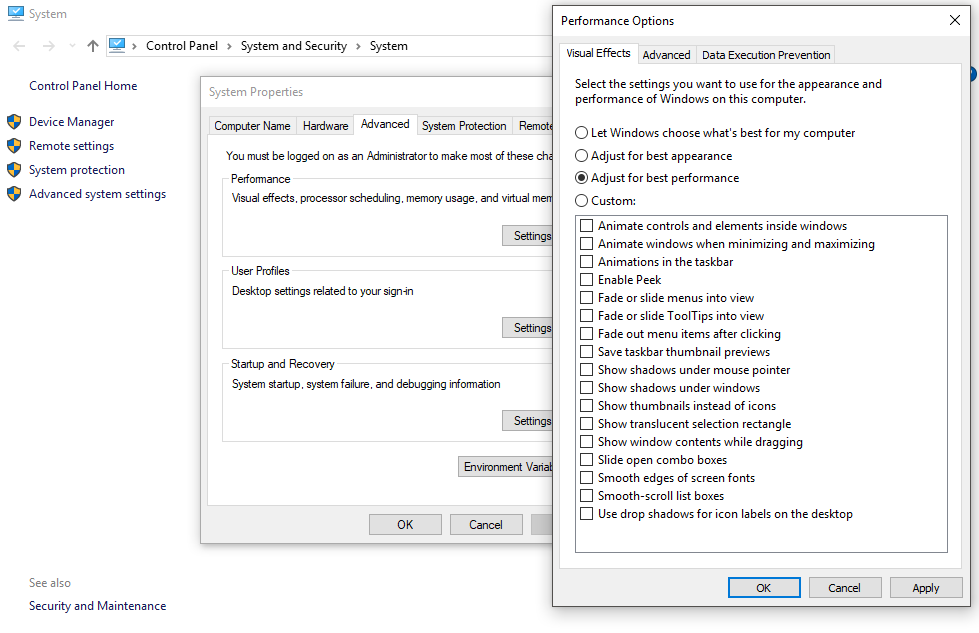 System
Control Panel > System and Security > System
Control Panel Home
Device Manager
Remote settings
System protection
Advanced system settings
See also
Security and Maintenance
System Properties
Computer Name Hardware Advanced System Protection Remote
You must be logged on as an Administrator to make most of these
Performance
Visual effects, processor scheduling, memory usage, and virtual
Settings
User Profiles
Desktop settings related to your sign-in
Settings
Startup and Recovery
System startup, system failure, and debugging information
Settings
Environment
OK Cancel
Performance Options
Visual Effects Advanced Data Execution Prevention
Select the settings you want to use for the appearance and
performance of Windows on this computer.
Let Windows choose what's best for my computer
Adjust for best appearance
Adjust for best performance
Custom:
Animate controls and elements inside windows
Animate windows when minimizing and maximizing
Animations in the taskbar
Enable Peek
Fade or slide menus into view
Fade or slide ToolTips into view
Fade out menu items after clicking
Save taskbar thumbnail previews
Show shadows under mouse pointer
Show shadows under windows
Show thumbnails instead of icons
Show translucent selection rectangle
Show window contents while dragging
Slide open combo boxes
Smooth edges of screen fonts
Smooth-scroll list boxes
Use drop shadows for icon labels on the desktop
OK Cancel Apply